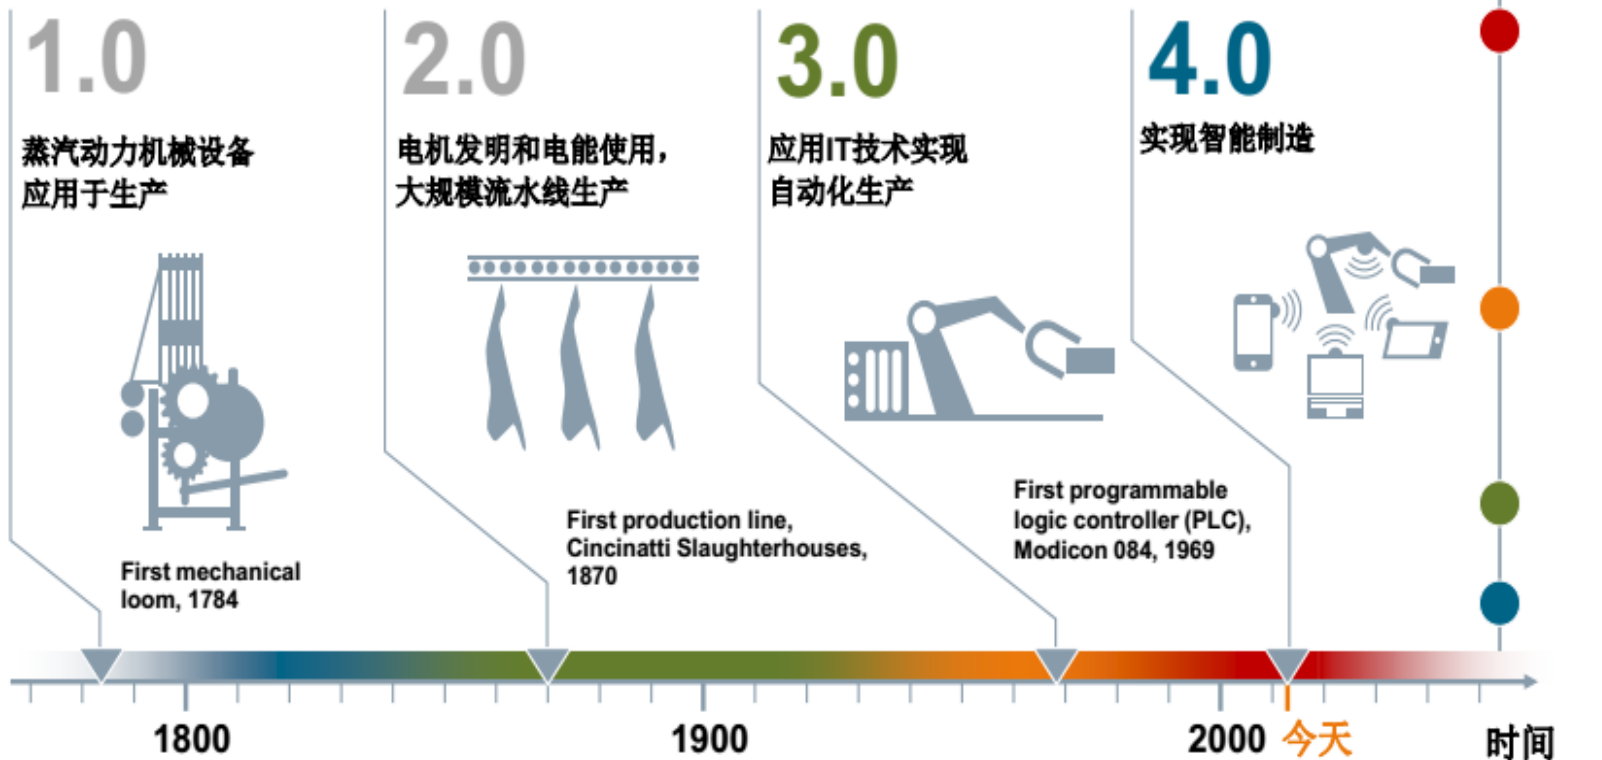 1.0
蒸汽动力机械设备
应用于生产
First mechanical
loom, 1784
2.0
电机发明和电能使用，
大规模流水线生产
First production line,
Cincinatti Slaughterhouses,
1870
3.0
应用IT技术实现
自动化生产
First programmable
logic controller (PLC),
Modicon 084, 1969
4.0
实现智能制造
1800
1900
2000
今天
时间